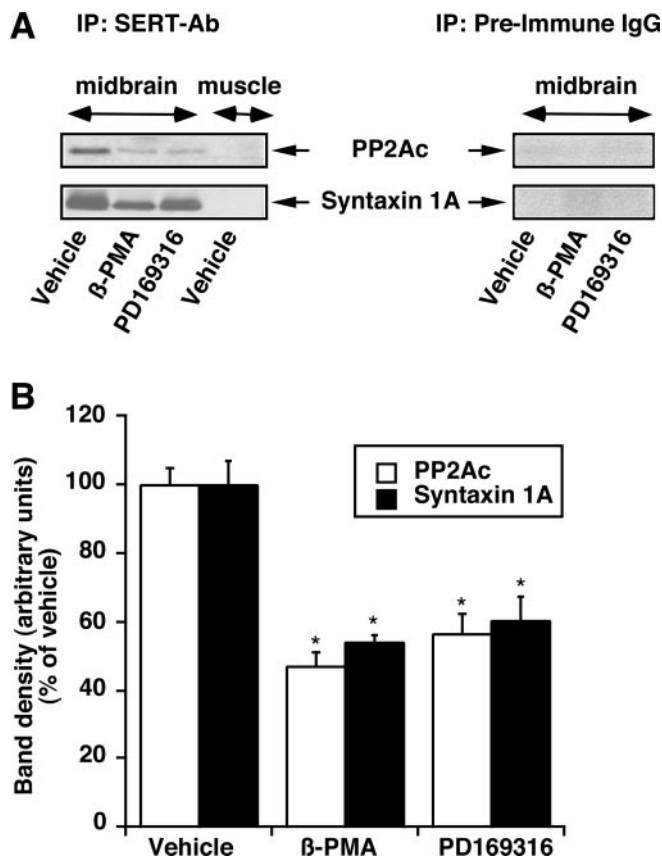 A
IP: SERT-Ab
IP: Pre-Immune IgG
midbrain muscle
midbrain
PP2Ac
Syntaxin 1A
Vehicle
ß-PMA
PD169316
Vehicle
Vehicle
ß-PMA
PD169316
B
Band density (arbitrary units)
(% of vehicle)
120
100
80
60
40
20
0
PP2Ac
Syntaxin 1A
* * * *
Vehicle ß-PMA PD169316